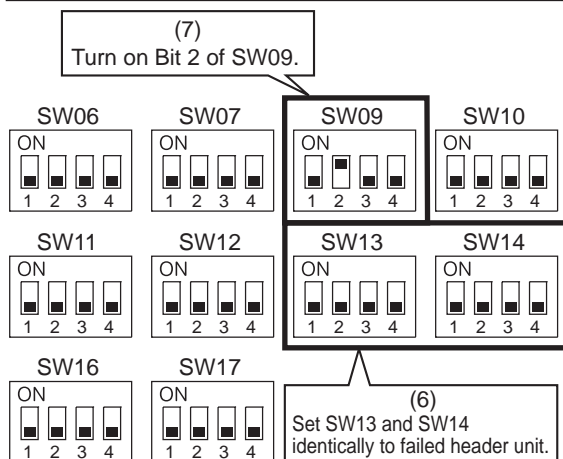 (7)
Turn on Bit 2 of SW09.
SW06 SW07 SW09 SW10
ON ON ON ON
1 2 3 4 1 2 3 4 1 2 3 4 1 2 3 4
SW11 SW12 SW13 SW14
ON ON ON ON
1 2 3 4 1 2 3 4 1 2 3 4 1 2 3 4
SW16 SW17
ON ON
1 2 3 4 1 2 3 4
(6)
Set SW13 and SW14
identically to failed header unit.